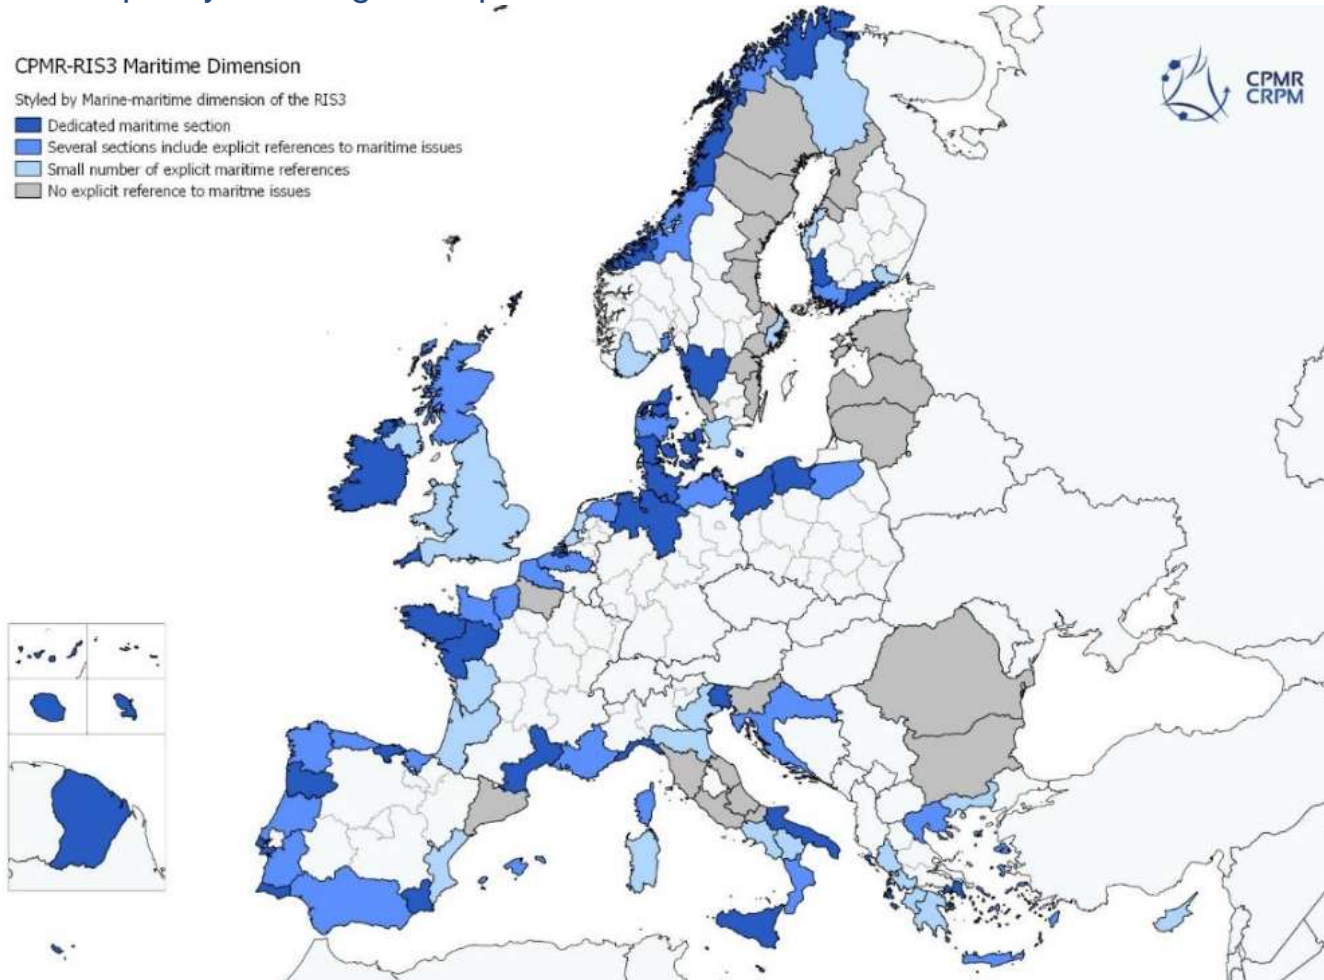 CPMR-RIS3 Maritime Dimension
Styled by Marine-maritime dimension of the RIS3
Dedicated maritime section
Several sections include explicit references to maritime issues
Small number of explicit maritime references
No explicit reference to maritme issues
CPMR
CRPM